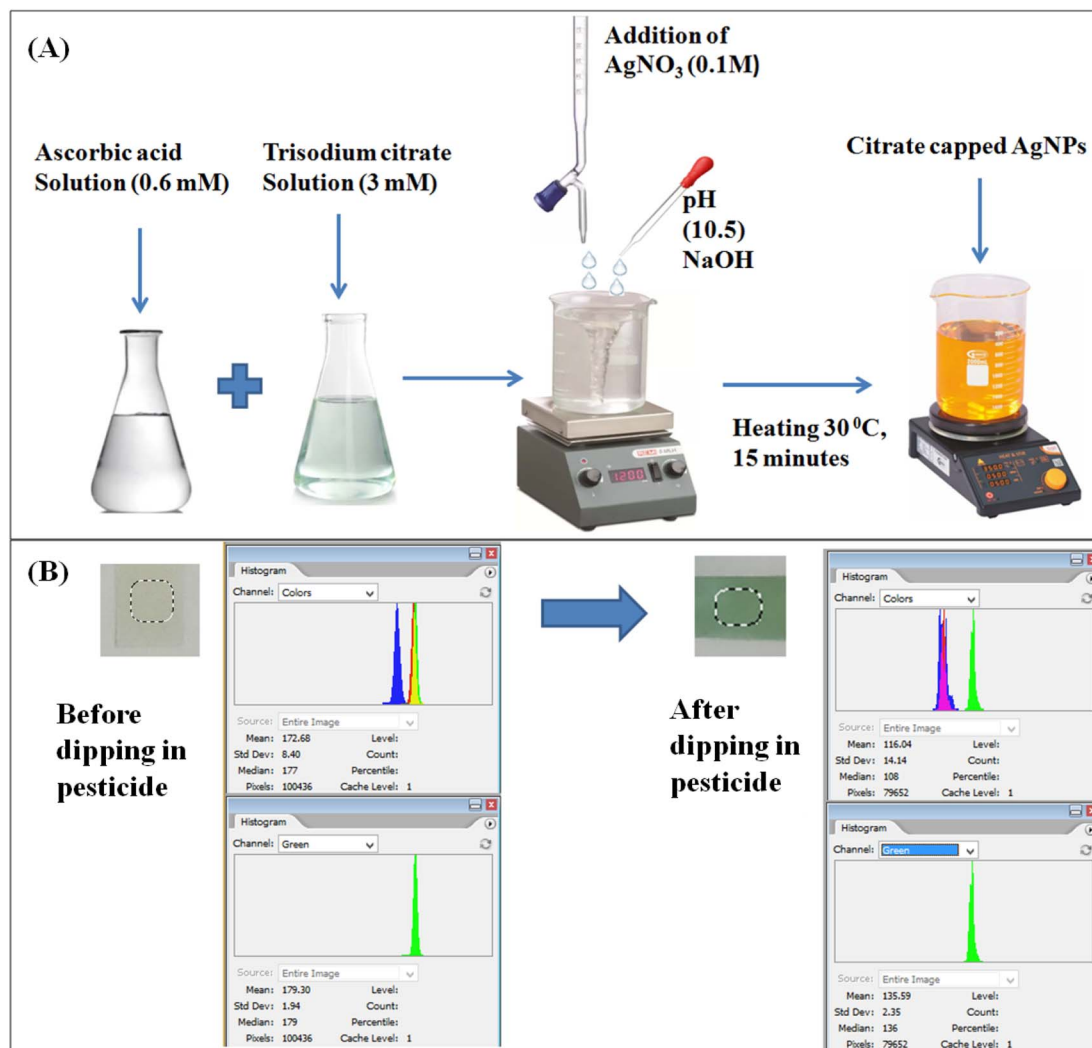 (A)
Ascorbic acid
Solution (0.6 mM)
Trisodium citrate
Solution (3 mM)
Addition of
AgNO₃ (0.1M)
pH
(10.5)
NaOH
Citrate capped AgNPs
Heating 30 ⁰C,
15 minutes
(B)
Before
dipping in
pesticide
Histogram
Channel: Colors
Source: Entire Image
Mean: 172.68 Level:
Std Dev: 8.40 Count:
Median: 177 Percentile:
Pixels: 100436 Cache Level: 1
Histogram
Channel: Green
Source: Entire Image
Mean: 179.30 Level:
Std Dev: 1.94 Count:
Median: 179 Percentile:
Pixels: 100436 Cache Level: 1
After
dipping in
pesticide
Histogram
Channel: Colors
Source: Entire Image
Mean: 116.04 Level:
Std Dev: 14.14 Count:
Median: 108 Percentile:
Pixels: 79652 Cache Level: 1
Histogram
Channel: Green
Source: Entire Image
Mean: 135.59 Level:
Std Dev: 2.35 Count:
Median: 136 Percentile:
Pixels: 79652 Cache Level: 1